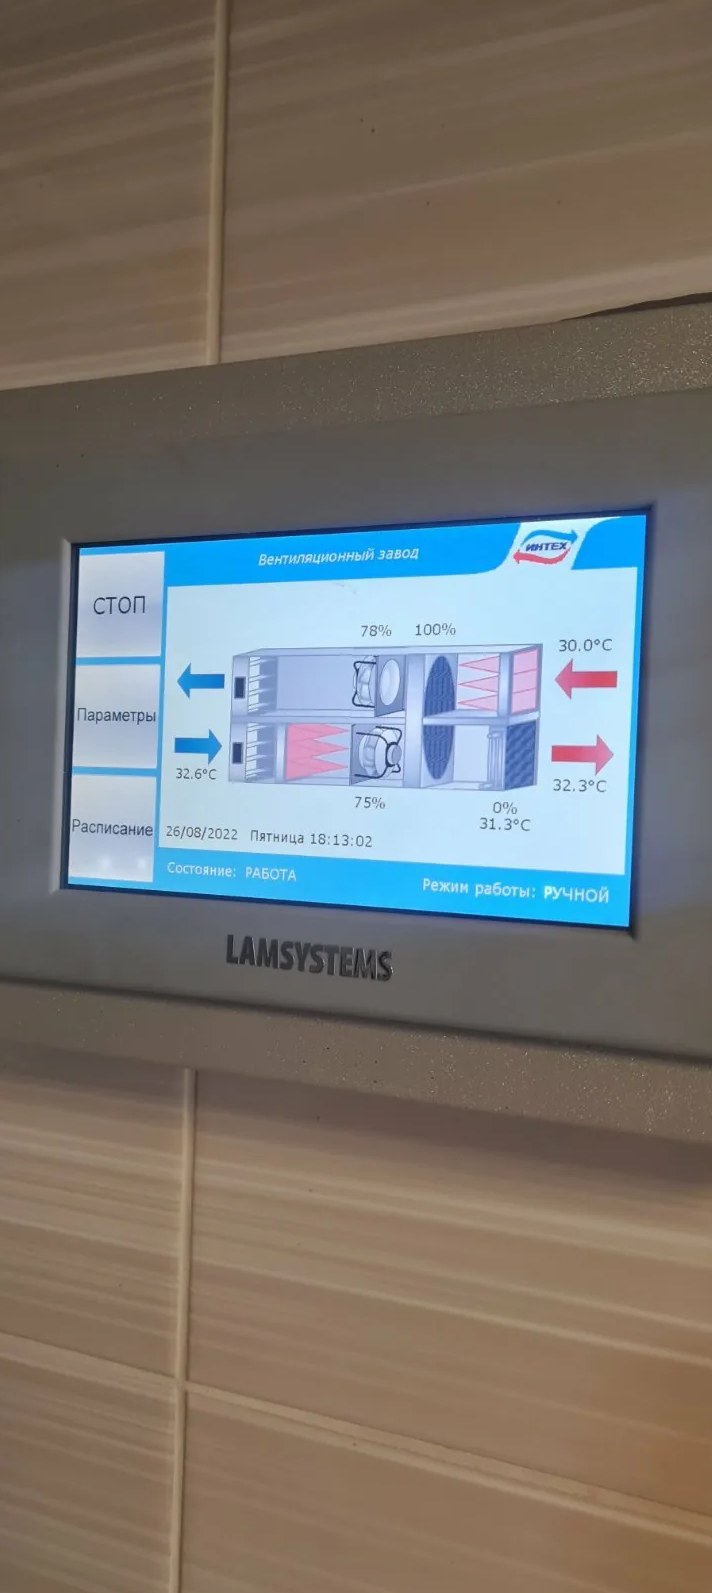 Вентиляционный завод
ИНТЕХ
СТОП
Параметры
Расписание
78% 100%
30.0°C
32.6°C
32.3°C
75%
0%
31.3°C
26/08/2022 Пятница 18:13:02
Состояние: РАБОТА
Режим работы: РУЧНОЙ
LAMSYSTEMS